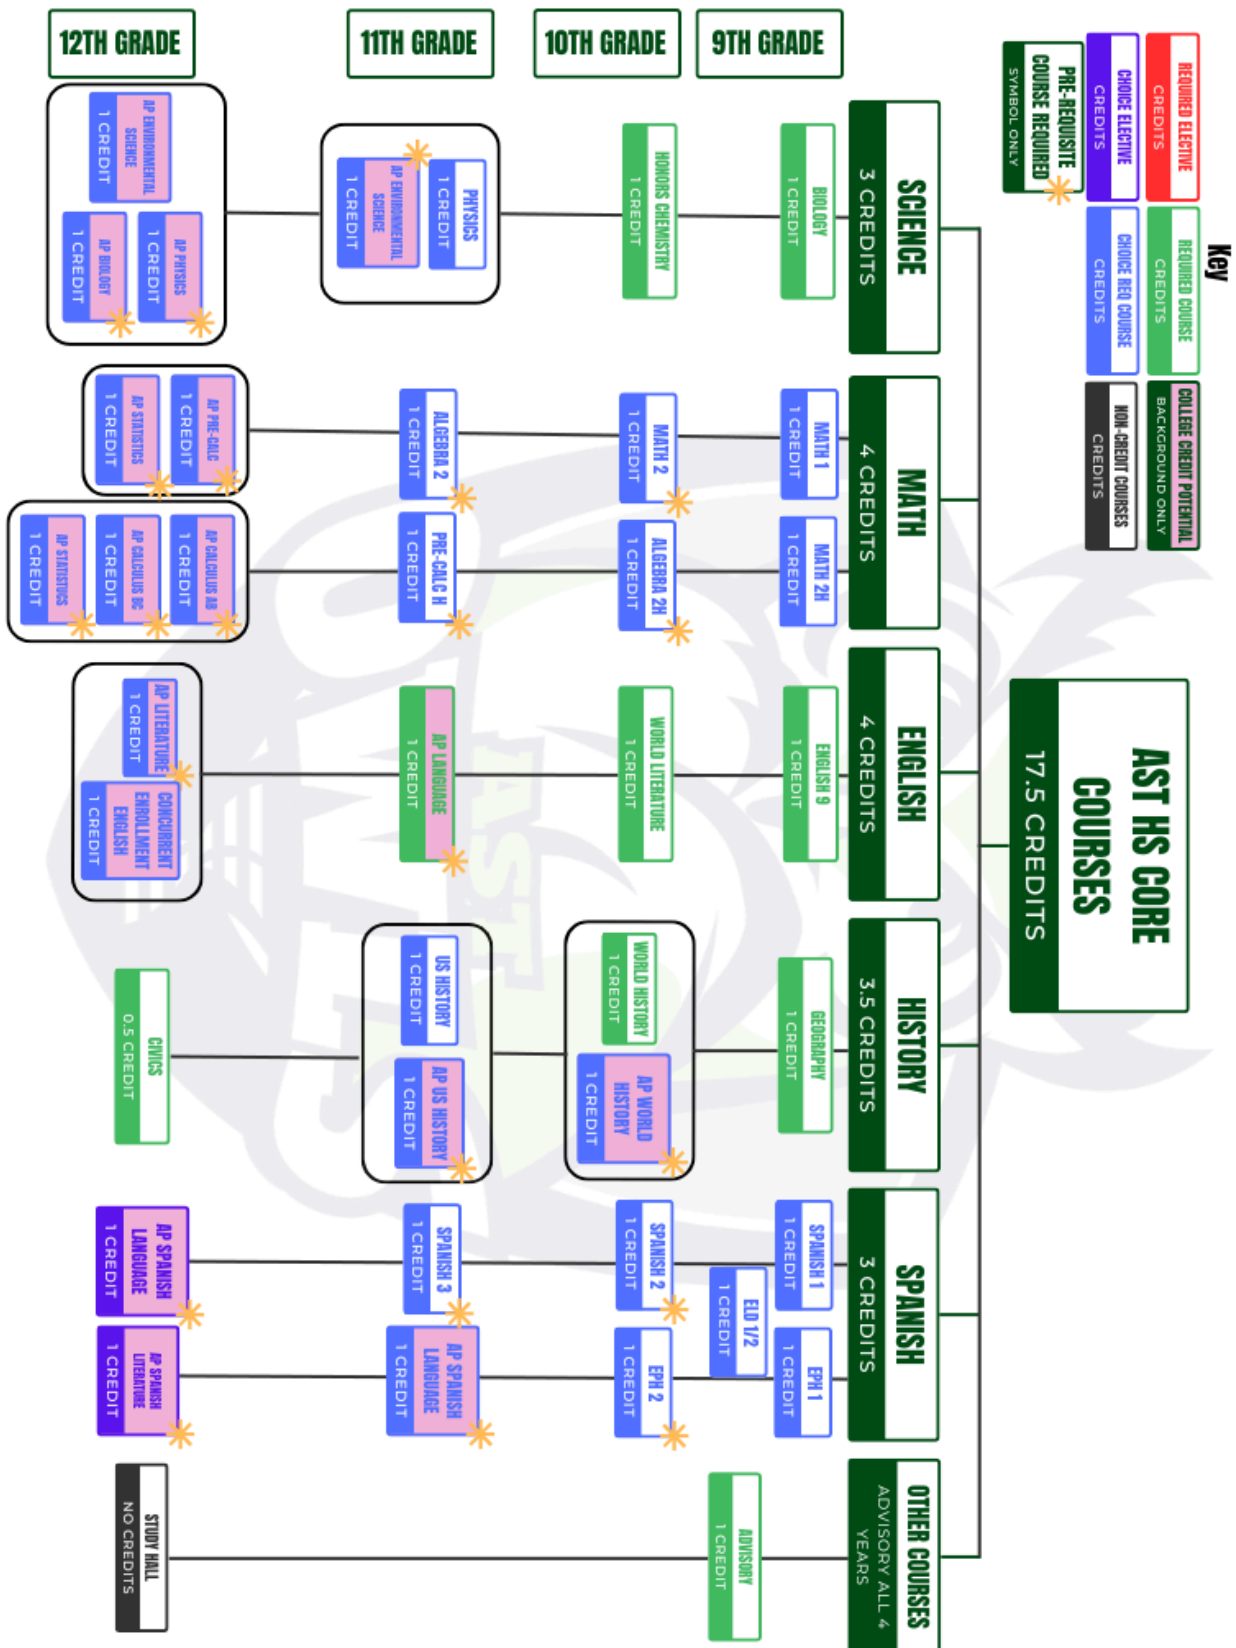 Key
REQUIRED ELECTIVE
CREDITS
REQUIRED COURSE
CREDITS
COLLEGE CREDIT POTENTIAL
BACKGROUND ONLY
CHOICE ELECTIVE
CREDITS
CHOICE REQ COURSE
CREDITS
NON-CREDIT COURSES
CREDITS
PRE-REQUISITE
COURSE REQUIRED
SYMBOL ONLY
AST HS CORE
COURSES
17.5 CREDITS
SCIENCE
3 CREDITS
MATH
4 CREDITS
ENGLISH
4 CREDITS
HISTORY
3.5 CREDITS
SPANISH
3 CREDITS
OTHER COURSES
ADVISORY ALL 4
YEARS
9TH GRADE
BIOLOGY
1 CREDIT
MATH 1
1 CREDIT
MATH 2H
1 CREDIT
ENGLISH 9
1 CREDIT
GEOGRAPHY
1 CREDIT
SPANISH 1
1 CREDIT
EPH 1
1 CREDIT
ELD 1/2
1 CREDIT
ADVISORY
1 CREDIT
10TH GRADE
HONORS CHEMISTRY
1 CREDIT
MATH 2
1 CREDIT
ALGEBRA 2H
1 CREDIT
WORLD LITERATURE
1 CREDIT
WORLD HISTORY
1 CREDIT
AP WORLD
HISTORY
1 CREDIT
SPANISH 2
1 CREDIT
EPH 2
1 CREDIT
11TH GRADE
PHYSICS
1 CREDIT
AP ENVIRONMENTAL
SCIENCE
1 CREDIT
ALGEBRA 2
1 CREDIT
PRE-CALC H
1 CREDIT
AP LANGUAGE
1 CREDIT
US HISTORY
1 CREDIT
AP US HISTORY
1 CREDIT
SPANISH 3
1 CREDIT
AP SPANISH
LANGUAGE
1 CREDIT
12TH GRADE
AP ENVIRONMENTAL
SCIENCE
1 CREDIT
AP PHYSICS
1 CREDIT
AP BIOLOGY
1 CREDIT
AP PRE-CALC
1 CREDIT
AP STATISTICS
1 CREDIT
AP CALCULUS AB
1 CREDIT
AP CALCULUS BC
1 CREDIT
AP STATISTUCS
1 CREDIT
AP LITERATURE
1 CREDIT
CONCURRENT
ENROLLMENT
ENGLISH
1 CREDIT
CIVICS
0.5 CREDIT
AP SPANISH
LANGUAGE
1 CREDIT
AP SPANISH
LITERATURE
1 CREDIT
STUDY HALL
NO CREDITS
AST